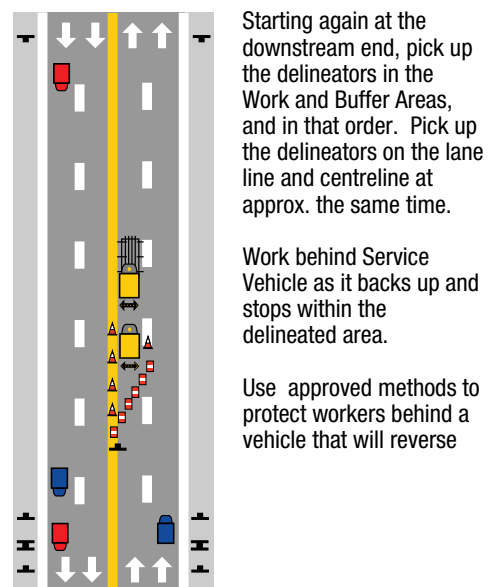 Starting again at the
downstream end, pick up
the delineators in the
Work and Buffer Areas,
and in that order.  Pick up
the delineators on the lane
line and centreline at
approx. the same time.
Work behind Service
Vehicle as it backs up and
stops within the
delineated area.
Use  approved methods to
protect workers behind a
vehicle that will reverse